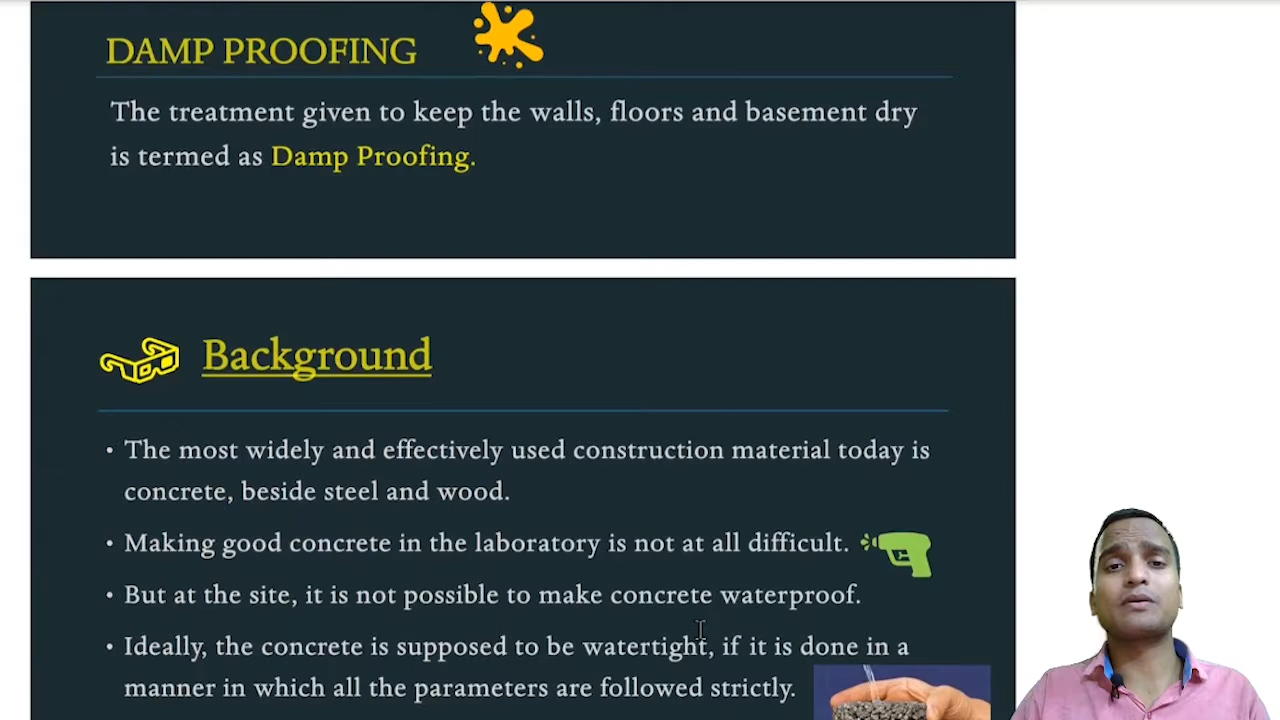 DAMP PROOFING
The treatment given to keep the walls, floors and basement dry
is termed as Damp Proofing.
Background
• The most widely and effectively used construction material today is
concrete, beside steel and wood.
• Making good concrete in the laboratory is not at all difficult.
• But at the site, it is not possible to make concrete waterproof.
• Ideally, the concrete is supposed to be watertight, if it is done in a
manner in which all the parameters are followed strictly.